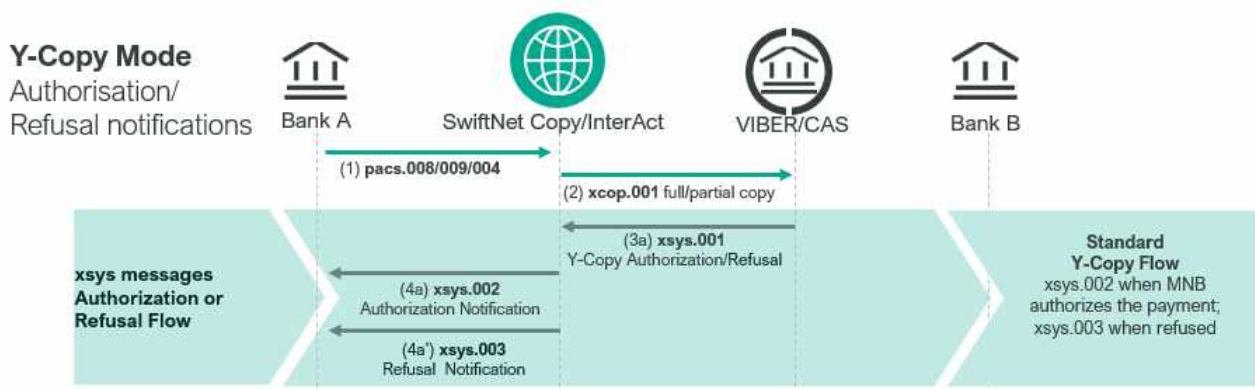 Y-Copy Mode
Authorisation/
Refusal notifications
Bank A
SwiftNet Copy/InterAct
VIBER/CAS
Bank B
(1) pacs.008/009/004
(2) xcop.001 full/partial copy
(3a) xsys.001
Y-Copy Authorization/Refusal
xsys messages
Authorization or
Refusal Flow
(4a) xsys.002
Authorization Notification
(4a') xsys.003
Refusal Notification
Standard
Y-Copy Flow
xsys.002 when MNB
authorizes the payment;
xsys.003 when refused